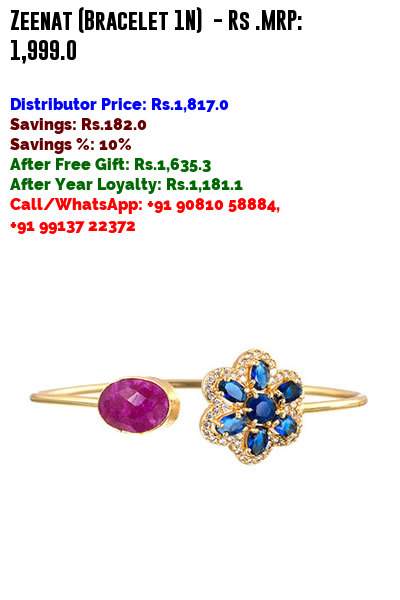 Zeenat (Bracelet 1N) - Rs .MRP:
1,999.0
Distributor Price: Rs.1,817.0
Savings: Rs.182.0
Savings %: 10%
After Free Gift: Rs.1,635.3
After Year Loyalty: Rs.1,181.1
Call/WhatsApp: +91 90810 58884,
+91 99137 22372